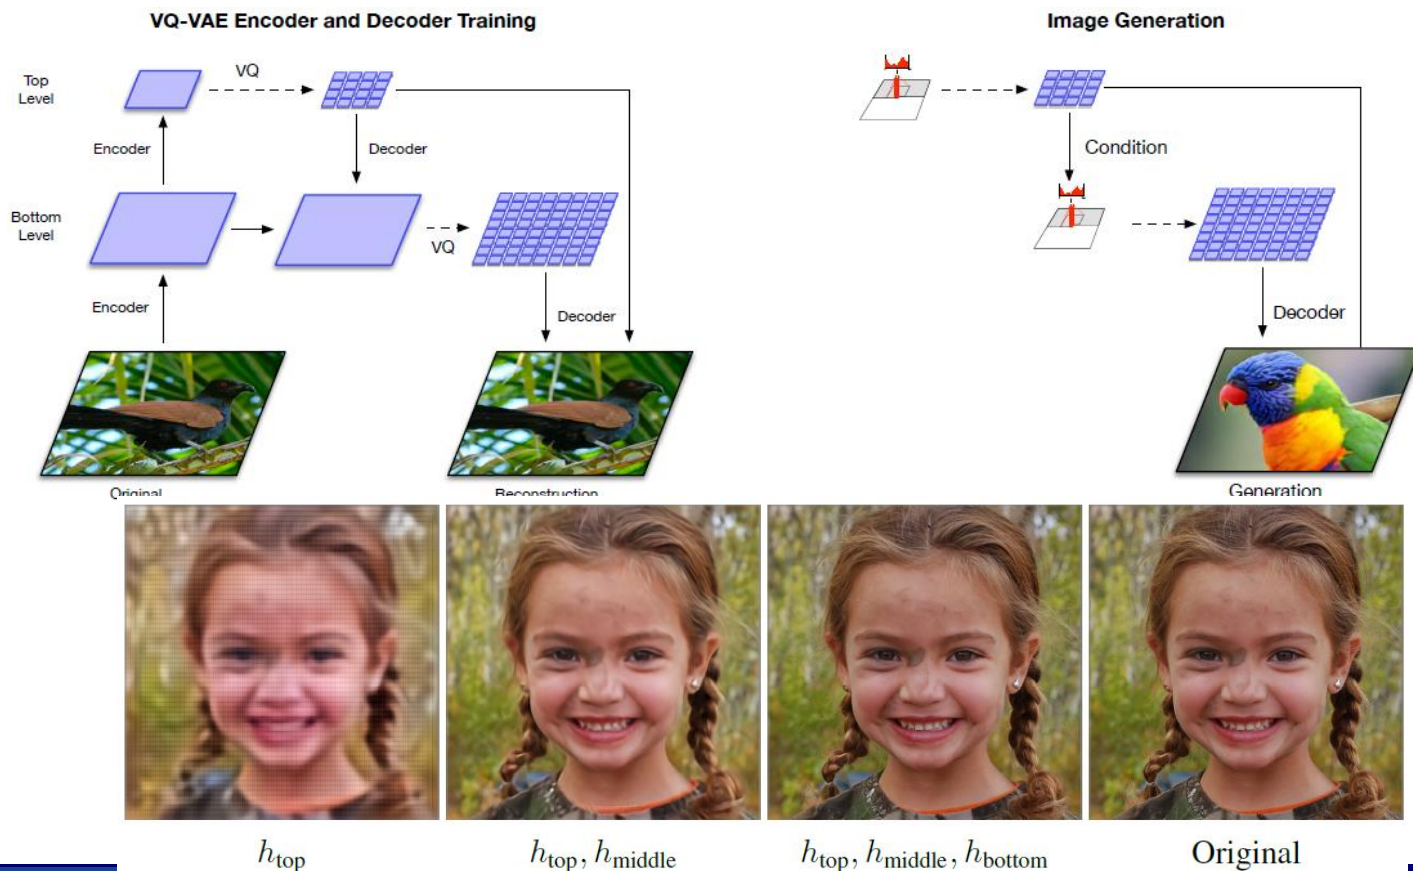 VQ-VAE Encoder and Decoder Training
Image Generation
Top
Level
VQ
Encoder
Decoder
Condition
Bottom
Level
VQ
Encoder
Decoder
Decoder
Original
Reconstruction
Generation
h_top
h_top, h_middle
h_top, h_middle, h_bottom
Original